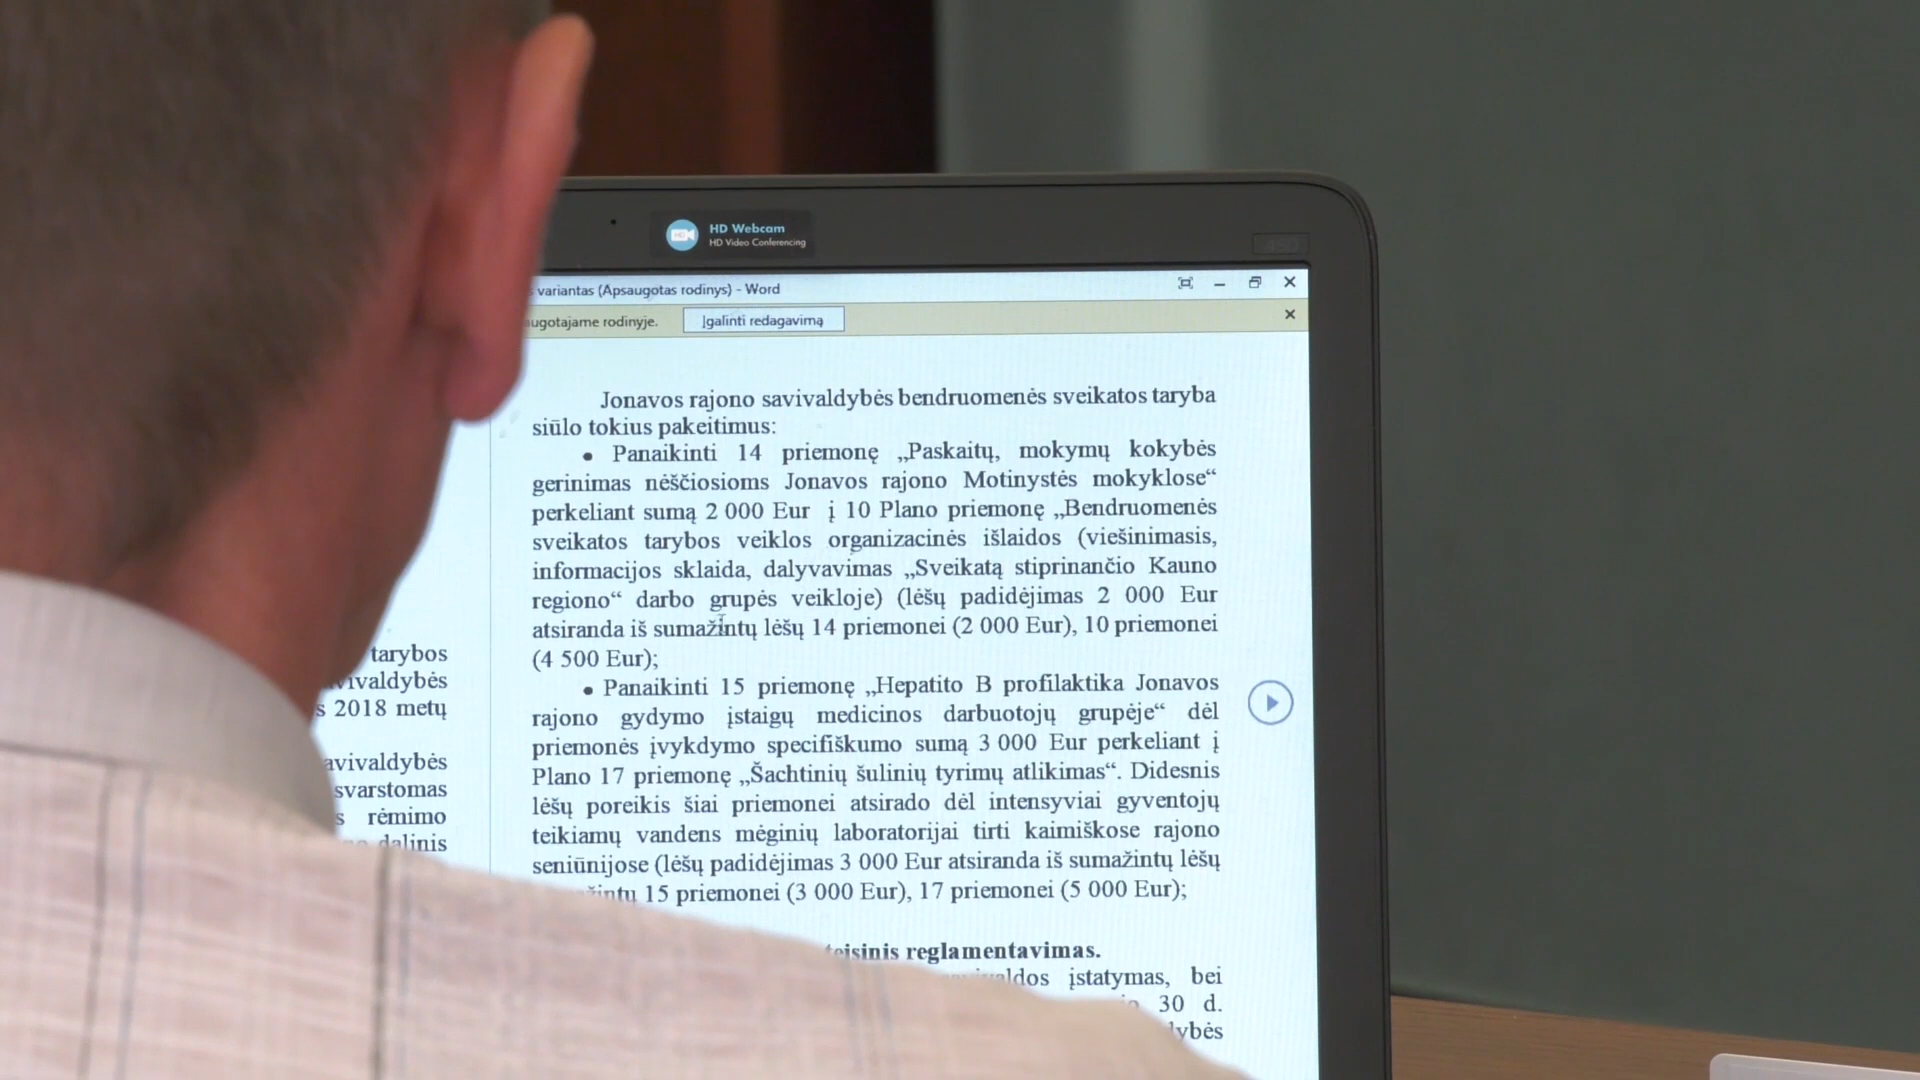 HD Webcam
HD Video Conferencing
variantas (Apsaugotas rodinys) - Word
rodinyje.
Įgalinti redagavimą
tarybos
2018 metų
svarstomas
rėmimo
dalinis
Jonavos rajono savivaldybės bendruomenės sveikatos taryba
siūlo tokius pakeitimus:
• Panaikinti 14 priemonę „Paskaitų, mokymų kokybės
gerinimas nėščiosioms Jonavos rajono Motinystės mokyklose“
perkeliant sumą 2 000 Eur į 10 Plano priemonę „Bendruomenės
sveikatos tarybos veiklos organizacinės išlaidos (viešinimasis,
informacijos sklaida, dalyvavimas „Sveikatą stiprinančio Kauno
regiono“ darbo grupės veikloje) (lėšų padidėjimas 2 000 Eur
atsiranda iš sumažintų lėšų 14 priemonei (2 000 Eur), 10 priemonei
(4 500 Eur);
• Panaikinti 15 priemonę „Hepatito B profilaktika Jonavos
rajono gydymo įstaigų medicinos darbuotojų grupėje“ dėl
priemonės įvykdymo specifiškumo sumą 3 000 Eur perkeliant į
Plano 17 priemonę „Šachtinių šulinių tyrimų atlikimas“. Didesnis
lėšų poreikis šiai priemonei atsirado dėl intensyviai gyventojų
teikiamų vandens mėginių laboratorijai tirti kaimiškose rajono
seniūnijose (lėšų padidėjimas 3 000 Eur atsiranda iš sumažintų lėšų
15 priemonei (3 000 Eur), 17 priemonei (5 000 Eur);
teisinis reglamentavimas.
įstatymas, bei
30 d.